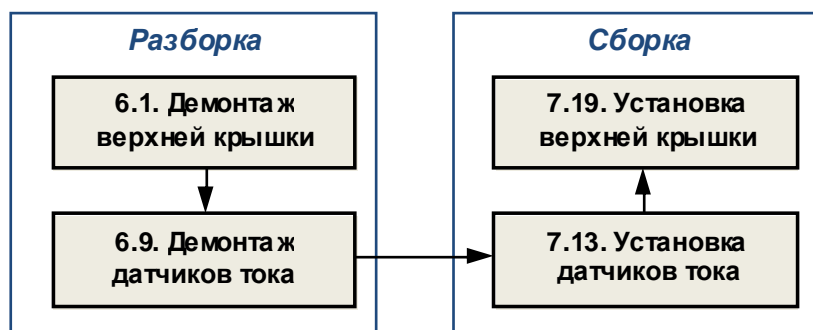 Разборка
6.1. Демонтаж
верхней крышки
6.9. Демонтаж
датчиков тока
Сборка
7.19. Установка
верхней крышки
7.13. Установка
датчиков тока